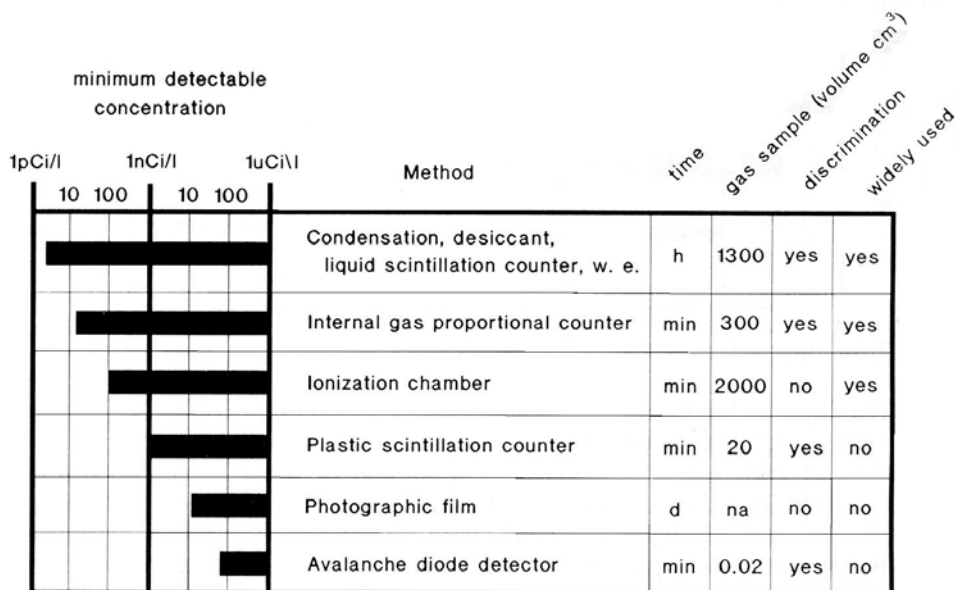 minimum detectable
concentration
1pCi/l 1nCi/l 1uCi\l
10 100 10 100
Method
time
gas sample (volume cm³)
discrimination
widely used
Condensation, desiccant,
liquid scintillation counter, w. e. h 1300 yes yes
Internal gas proportional counter min 300 yes yes
Ionization chamber min 2000 no yes
Plastic scintillation counter min 20 yes no
Photographic film d na no no
Avalanche diode detector min 0.02 yes no